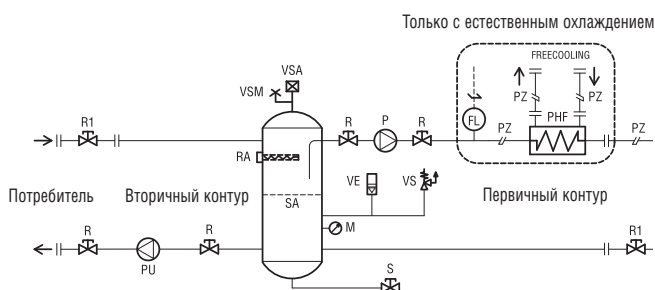 Только с естественным охлаждением
FREECOOLING
VSA
VSM
PZ PZ
R1 R P R FL PZ PHF PZ
RA
Потребитель Вторичный контур SA VE VS Первичный контур
R R M R1
PU
S